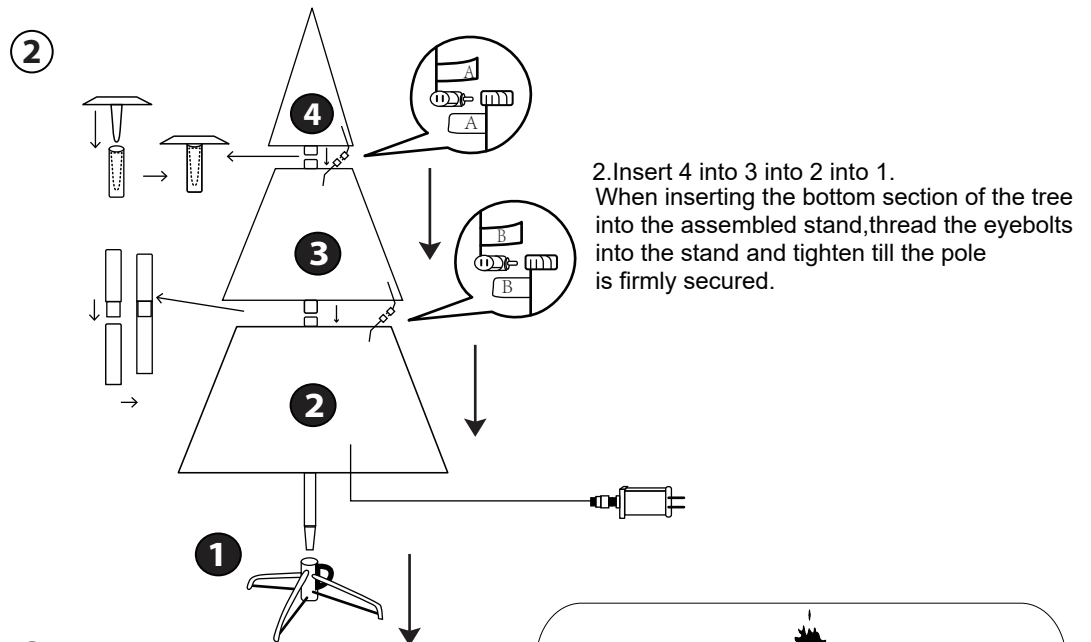 2
4
A
A
2.Insert 4 into 3 into 2 into 1.
When inserting the bottom section of the tree
into the assembled stand,thread the eyebolts
into the stand and tighten till the pole
is firmly secured.
3
B
B
2
1